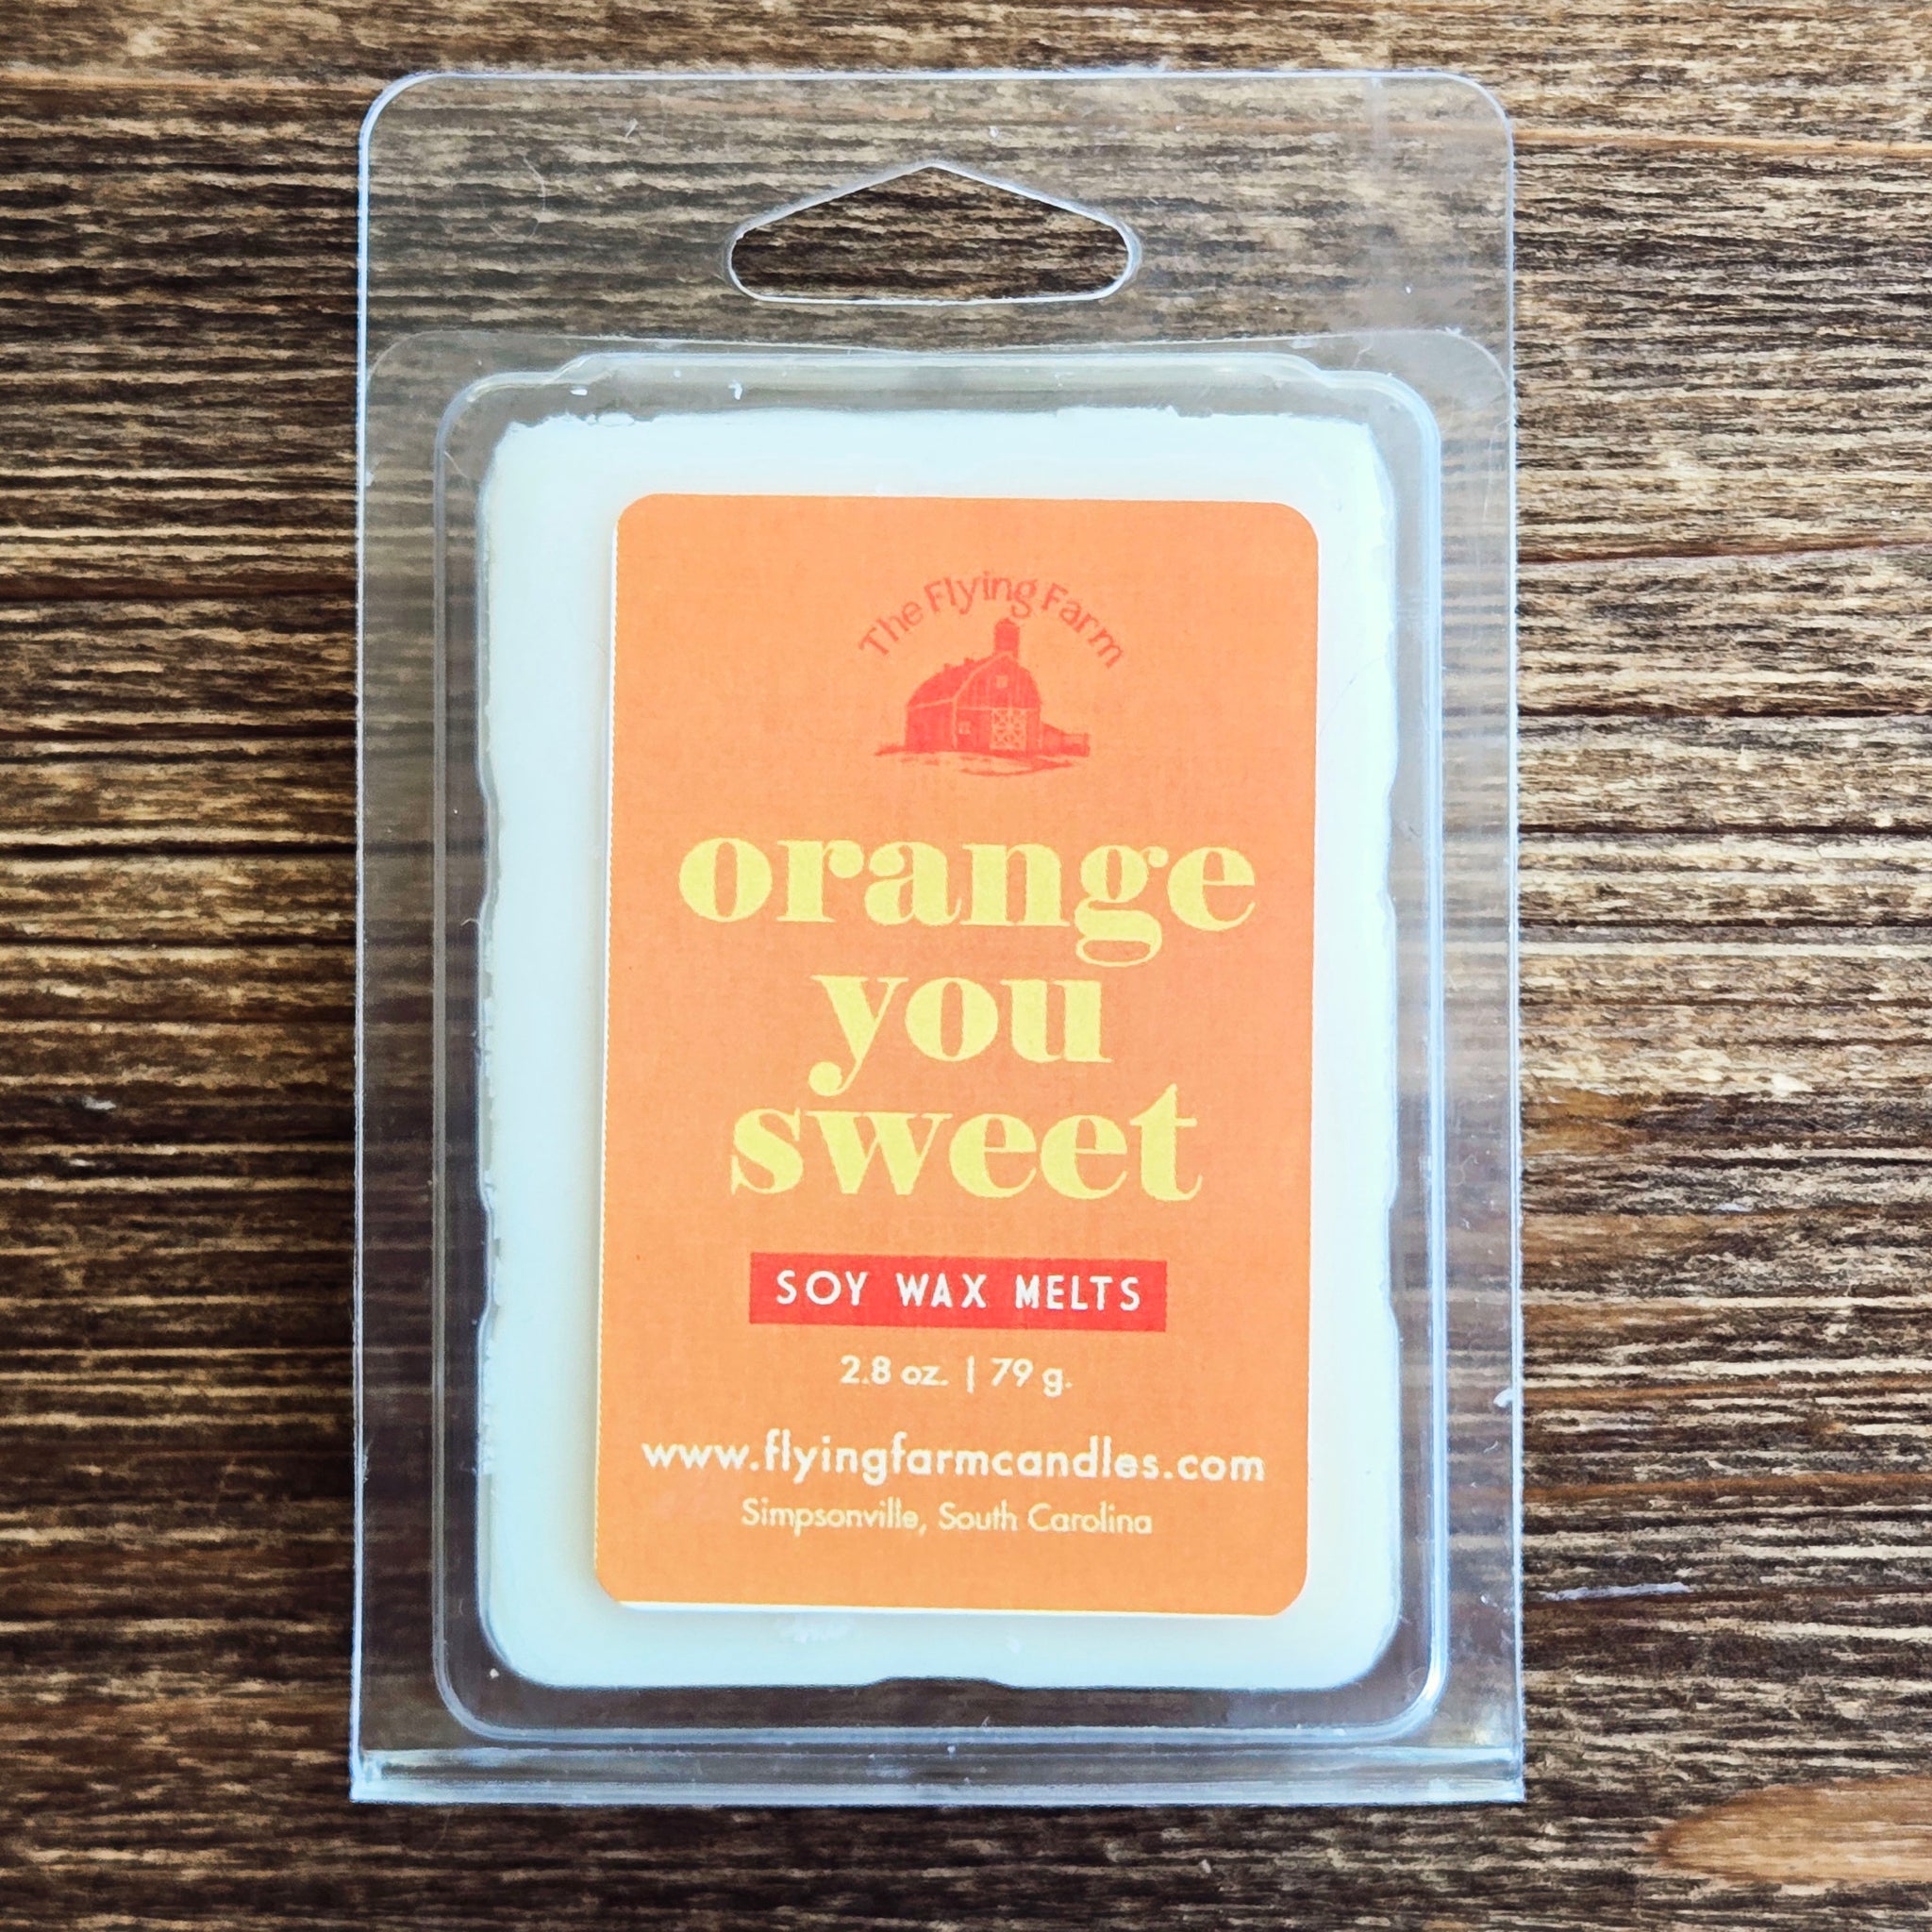 The Flying Farm
orange
you
sweet
SOY WAX MELTS
2.8 oz. | 79 g.
www.flyingfarmcandles.com
Simpsonville, South Carolina